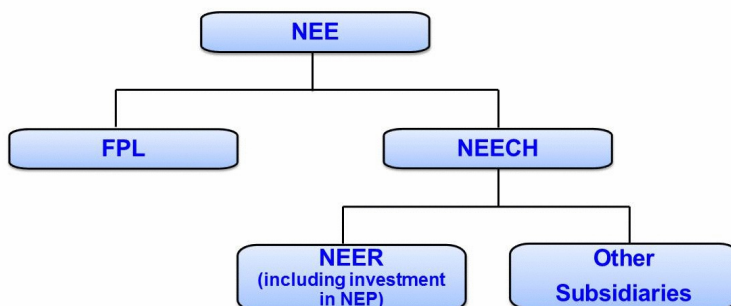 NEE
FPL
NEECH
NEER
(including investment
in NEP)
Other
Subsidiaries